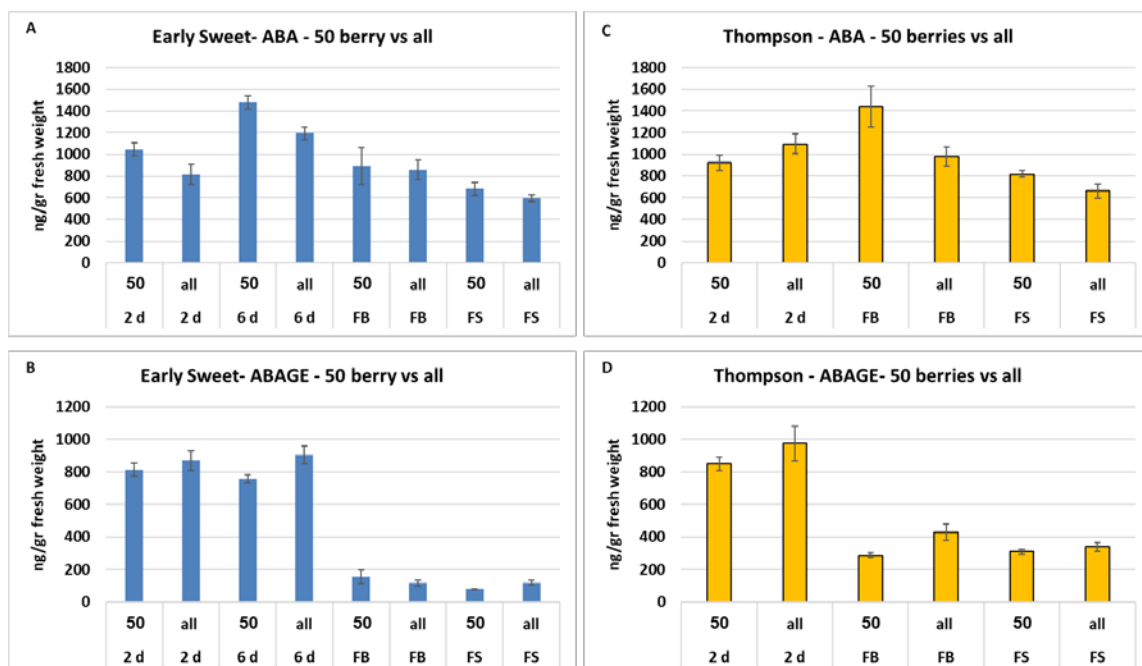 A
Early Sweet- ABA - 50 berry vs all
ng/gr fresh weight
1800
1600
1400
1200
1000
800
600
400
200
0
50 all 50 all 50 all 50 all
2 d 2 d 6 d 6 d FB FB FS FS
C
Thompson - ABA - 50 berries vs all
ng/gr fresh weight
1800
1600
1400
1200
1000
800
600
400
200
0
50 all 50 all 50 all
2 d 2 d FB FB FS FS
B
Early Sweet- ABAGE - 50 berry vs all
ng/gr fresh weight
1200
1000
800
600
400
200
0
50 all 50 all 50 all 50 all
2 d 2 d 6 d 6 d FB FB FS FS
D
Thompson - ABAGE- 50 berries vs all
ng/gr fresh weight
1200
1000
800
600
400
200
0
50 all 50 all 50 all
2 d 2 d FB FB FS FS